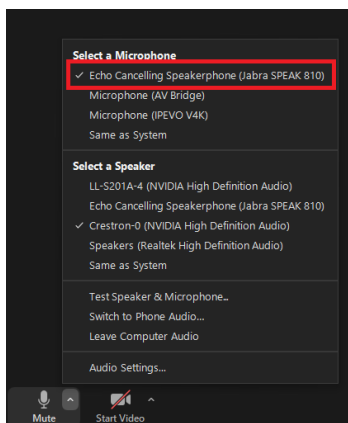 Select a Microphone
✓ Echo Cancelling Speakerphone (Jabra SPEAK 810)
Microphone (AV Bridge)
Microphone (IPEVO V4K)
Same as System
Select a Speaker
LL-S201A-4 (NVIDIA High Definition Audio)
Echo Cancelling Speakerphone (Jabra SPEAK 810)
✓ Crestron-0 (NVIDIA High Definition Audio)
Speakers (Realtek High Definition Audio)
Same as System
Test Speaker & Microphone...
Switch to Phone Audio...
Leave Computer Audio
Audio Settings...
Mute
Start Video